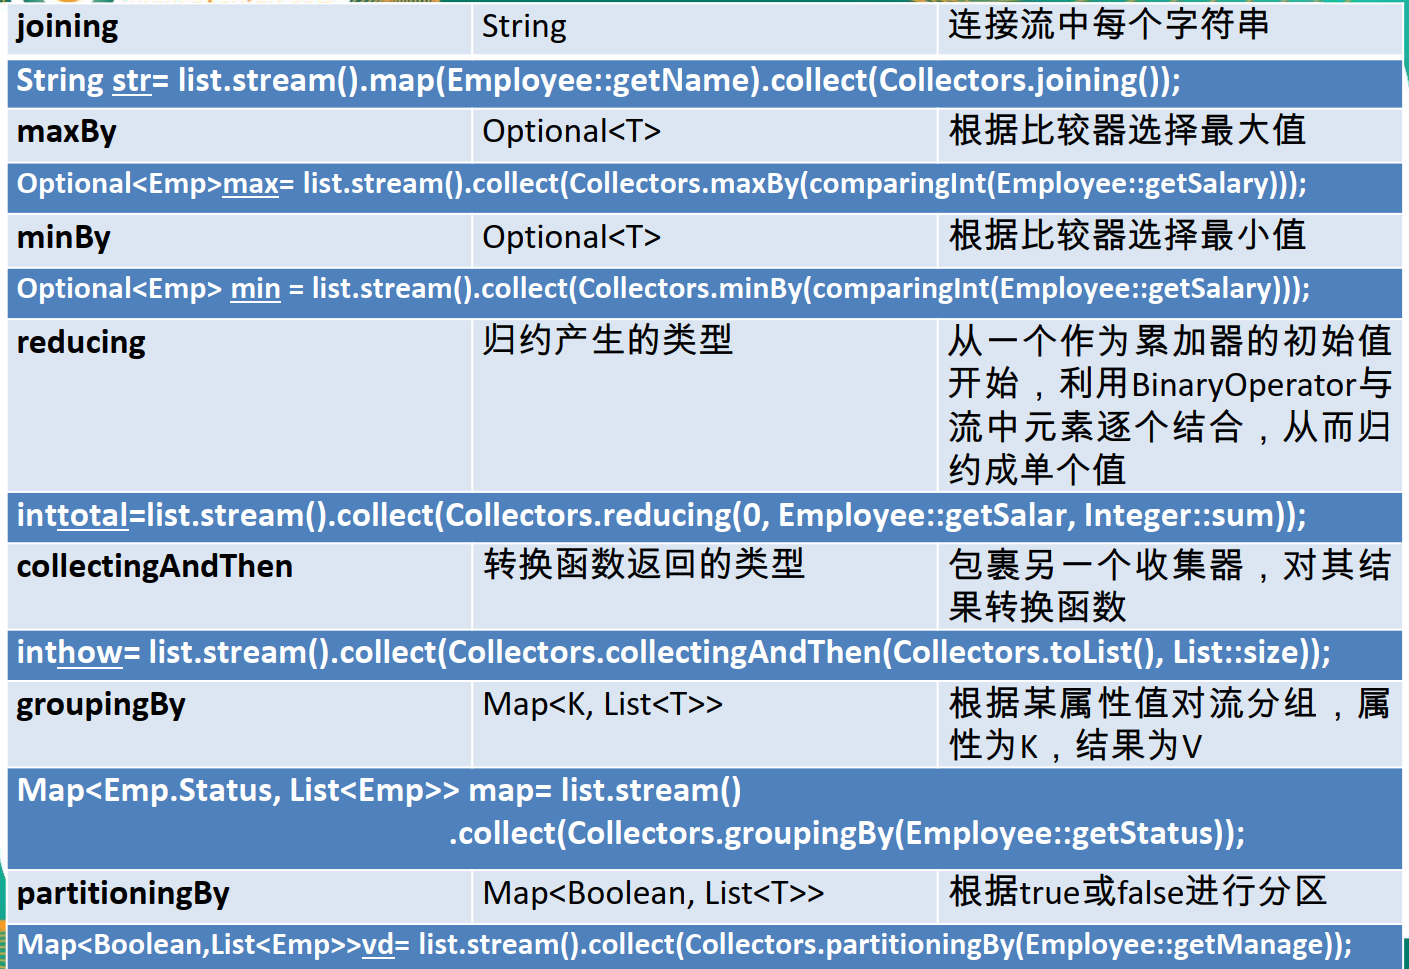 joining String 连接流中每个字符串
String str= list.stream().map(Employee::getName).collect(Collectors.joining());
maxBy Optional<T> 根据比较器选择最大值
Optional<Emp>max= list.stream().collect(Collectors.maxBy(comparingInt(Employee::getSalary)));
minBy Optional<T> 根据比较器选择最小值
Optional<Emp> min = list.stream().collect(Collectors.minBy(comparingInt(Employee::getSalary)));
reducing 归约产生的类型 从一个作为累加器的初始值
开始，利用BinaryOperator与
流中元素逐个结合，从而归
约成单个值
inttotal=list.stream().collect(Collectors.reducing(0, Employee::getSalar, Integer::sum));
collectingAndThen 转换函数返回的类型 包裹另一个收集器，对其结
果转换函数
inthow= list.stream().collect(Collectors.collectingAndThen(Collectors.toList(), List::size));
groupingBy Map<K, List<T>> 根据某属性值对流分组，属
性为K，结果为V
Map<Emp.Status, List<Emp>> map= list.stream()
.collect(Collectors.groupingBy(Employee::getStatus));
partitioningBy Map<Boolean, List<T>> 根据true或false进行分区
Map<Boolean,List<Emp>>vd= list.stream().collect(Collectors.partitioningBy(Employee::getManage));